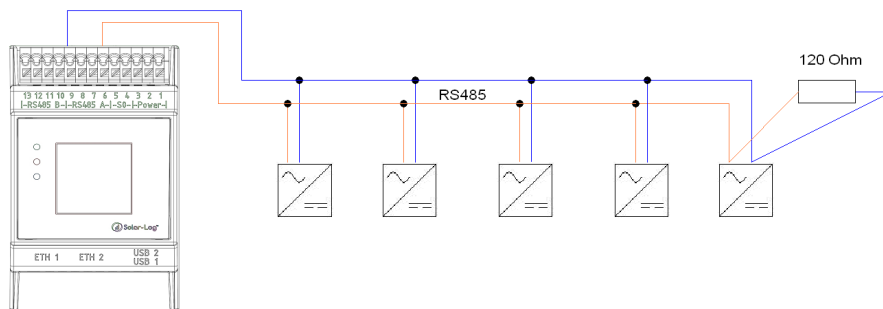 120 Ohm
RS485
13 12 11 10 9 8 7 6 5 4 3 2 1
|-RS485 B-|-RS485 A-|-S0-|-Power-|
Solar-Log™
ETH 1 ETH 2 USB 2
USB 1